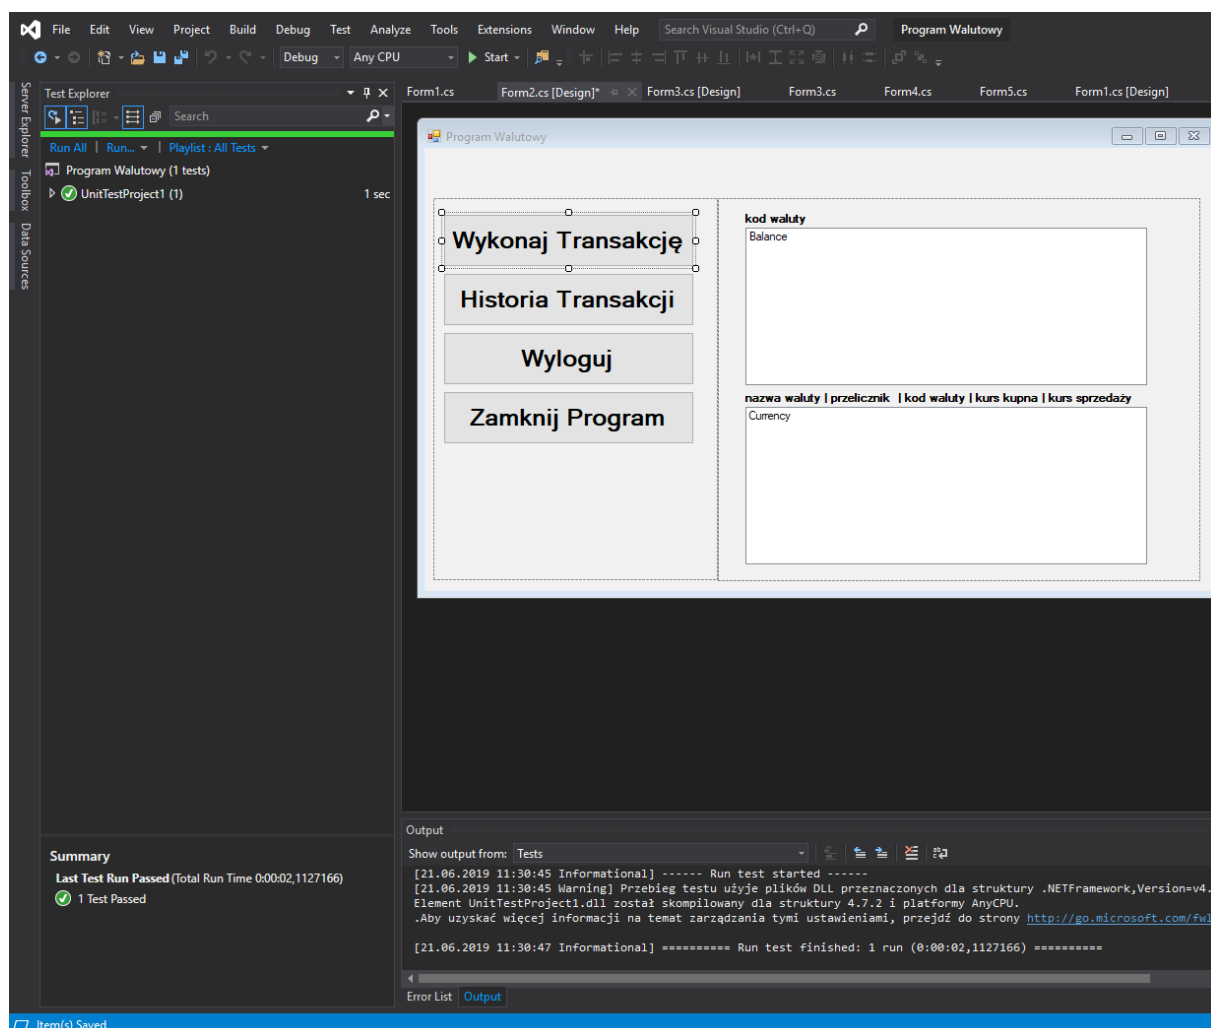 File Edit View Project Build Debug Test Analyze Tools Extensions Window Help Search Visual Studio (Ctrl+Q) Program Walutowy
Debug Any CPU Start
Server Explorer
Toolbox
Data Sources
Test Explorer
Search
Run All | Run... | Playlist : All Tests
Program Walutowy (1 tests)
UnitTestProject1 (1) 1 sec
Summary
Last Test Run Passed (Total Run Time 0:00:02,1127166)
1 Test Passed
Form1.cs Form2.cs [Design]* Form3.cs [Design] Form3.cs Form4.cs Form5.cs Form1.cs [Design]
Program Walutowy
Wykonaj Transakcję
Historia Transakcji
Wyloguj
Zamknij Program
kod waluty
Balance
nazwa waluty | przelicznik | kod waluty | kurs kupna | kurs sprzedaży
Currency
Output
Show output from: Tests
[21.06.2019 11:30:45 Informational] ------ Run test started ------
[21.06.2019 11:30:45 Warning] Przebieg testu użyje plików DLL przeznaczonych dla struktury .NETFramework,Version=v4.
Element UnitTestProject1.dll został skompilowany dla struktury 4.7.2 i platformy AnyCPU.
.Aby uzyskać więcej informacji na temat zarządzania tymi ustawieniami, przejdź do strony http://go.microsoft.com/fwl
[21.06.2019 11:30:47 Informational] ========== Run test finished: 1 run (0:00:02,1127166) ==========
Error List Output
Item(s) Saved